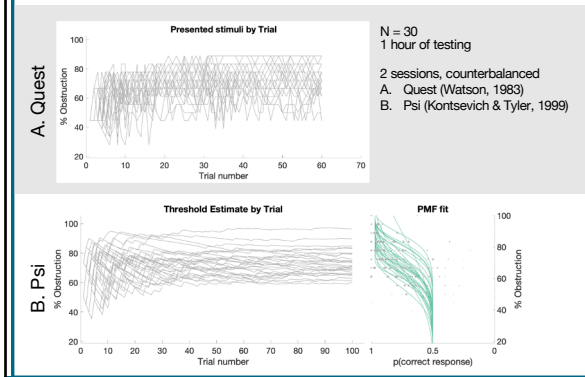 A. Quest
Presented stimuli by Trial
100
80
60
40
20
% Obstruction
0 10 20 30 40 50 60 70
Trial number
N = 30
1 hour of testing
2 sessions, counterbalanced
A. Quest (Watson, 1983)
B. Psi (Kontsevich & Tyler, 1999)
B. Psi
Threshold Estimate by Trial
100
80
60
40
20
% Obstruction
0 10 20 30 40 50 60 70 80 90 100
Trial number
PMF fit
100
80
60
40
20
% Obstruction
1 0.5 0
p(correct response)